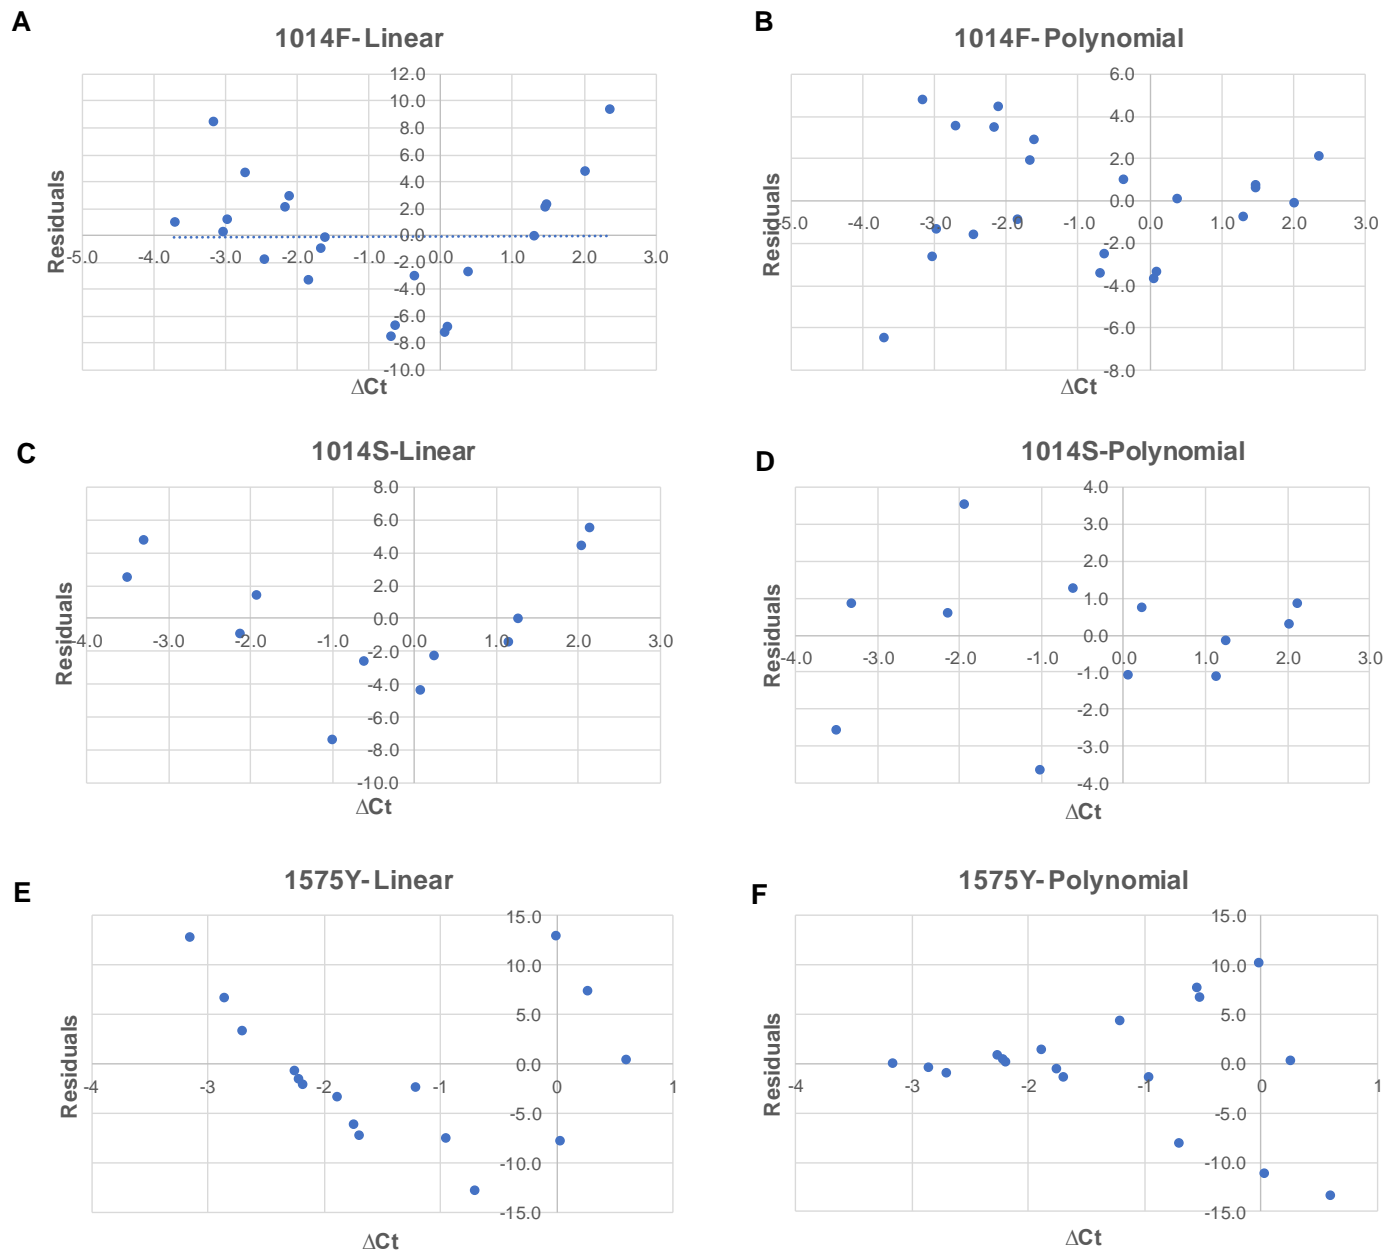 A
1014F-Linear
12.0
10.0
8.0
6.0
4.0
2.0
0.0
-2.0
-4.0
-6.0
-8.0
-10.0
-5.0 -4.0 -3.0 -2.0 -1.0 0.0 1.0 2.0 3.0
Residuals
ΔCt
B
1014F-Polynomial
6.0
4.0
2.0
0.0
-2.0
-4.0
-6.0
-8.0
-5.0 -4.0 -3.0 -2.0 -1.0 0.0 1.0 2.0 3.0
Residuals
ΔCt
C
1014S-Linear
8.0
6.0
4.0
2.0
0.0
-2.0
-4.0
-6.0
-8.0
-10.0
-4.0 -3.0 -2.0 -1.0 0.0 1.0 2.0 3.0
Residuals
ΔCt
D
1014S-Polynomial
4.0
3.0
2.0
1.0
0.0
-1.0
-2.0
-3.0
-4.0
-4.0 -3.0 -2.0 -1.0 0.0 1.0 2.0 3.0
Residuals
ΔCt
E
1575Y-Linear
15.0
10.0
5.0
0.0
-5.0
-10.0
-15.0
-4 -3 -2 -1 0 1
Residuals
ΔCt
F
1575Y-Polynomial
15.0
10.0
5.0
0.0
-5.0
-10.0
-15.0
-4 -3 -2 -1 0 1
Residuals
ΔCt